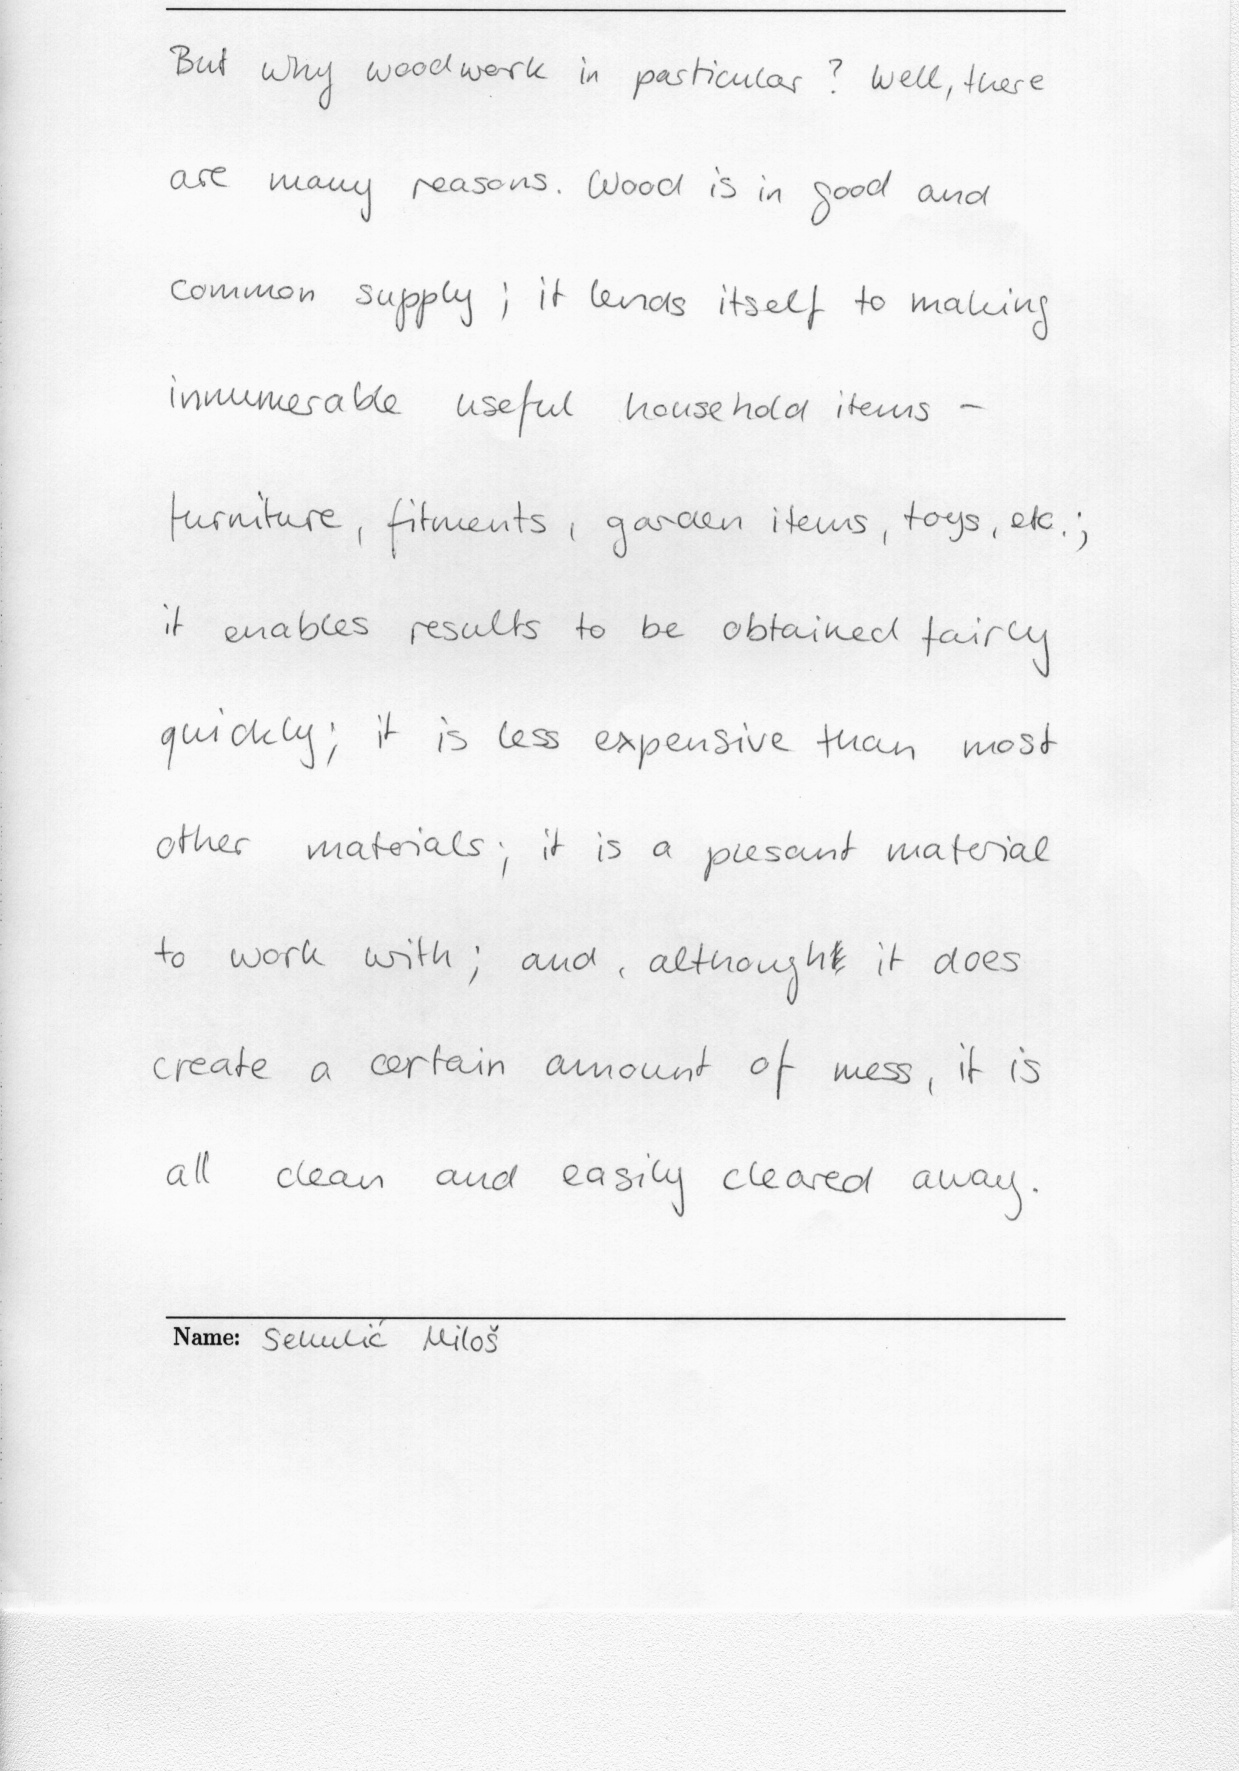 But why woodwork in particular ? Well, there
are many reasons. Wood is in good and
common supply ; it lends itself to making
innumerable useful household items -
furniture, fitments, garden items, toys, etc.;
it enables results to be obtained fairly
quickly; it is less expensive than most
other materials; it is a plesant material
to work with; and, although it does
create a certain amount of mess, it is
all clean and easily cleared away.
Name: Sekulić Miloš